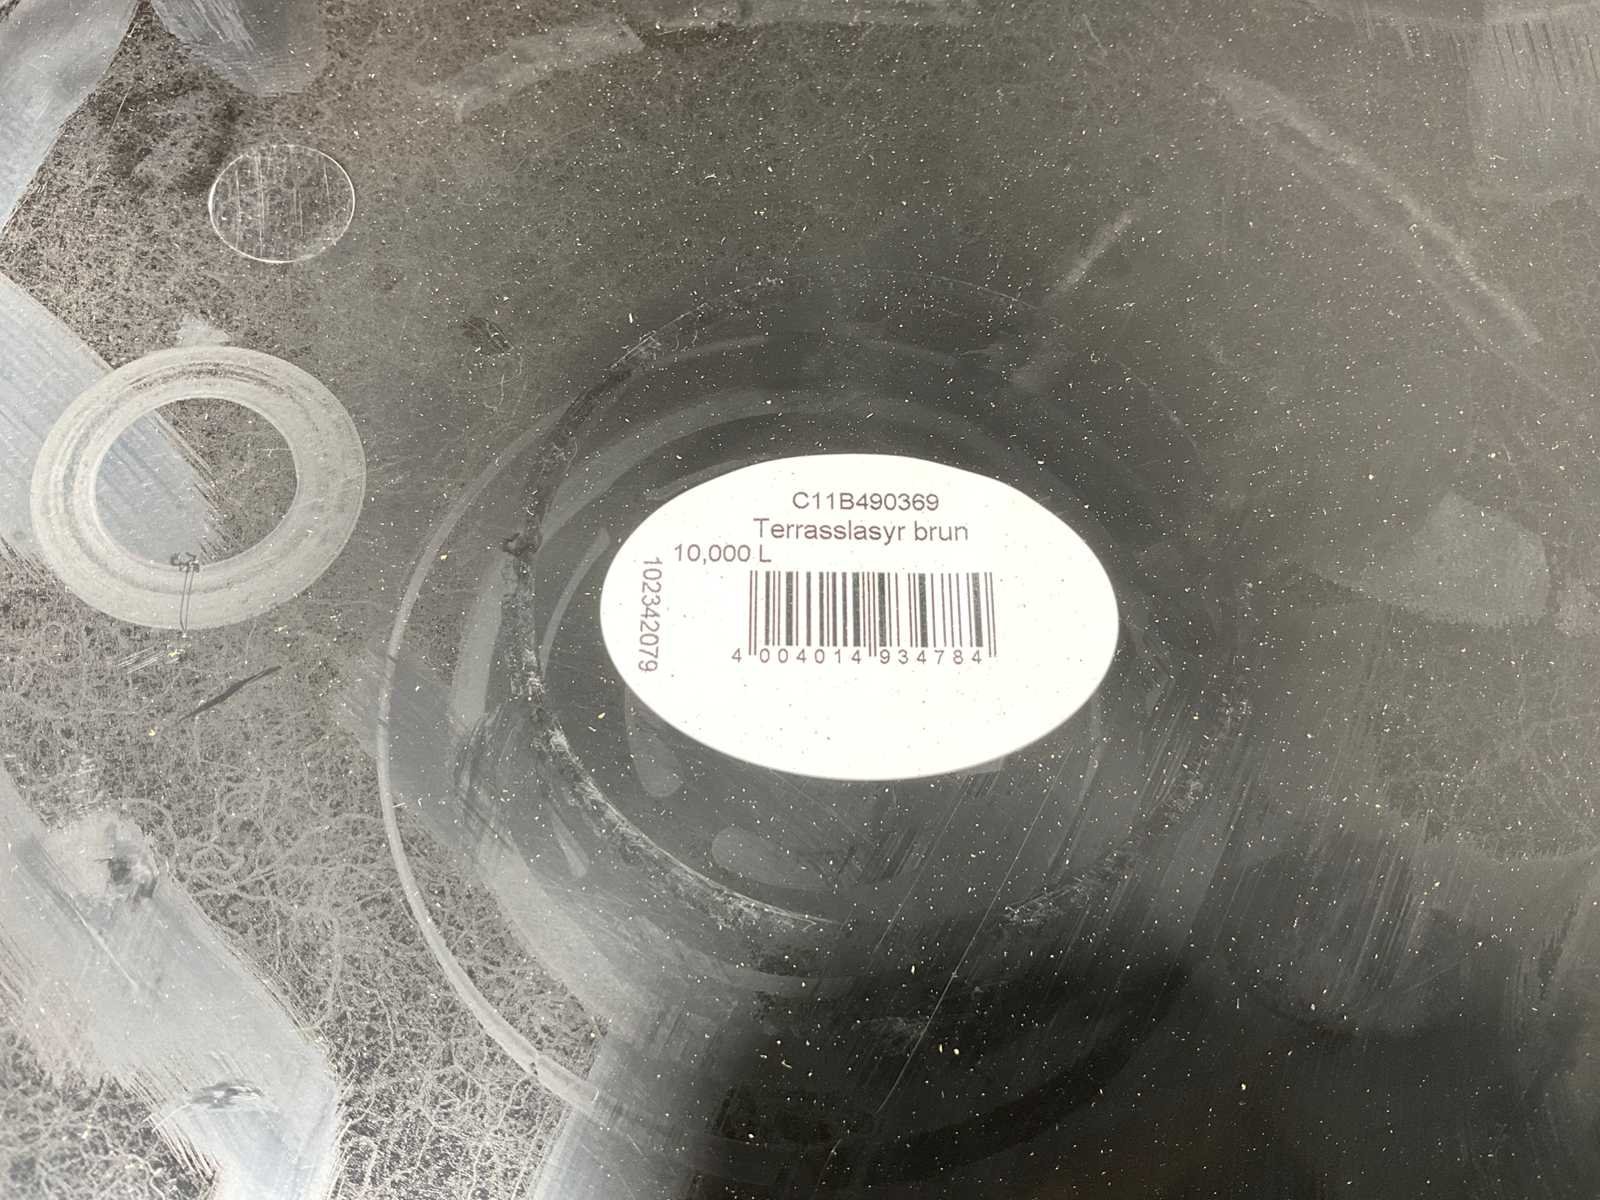 C11B490369
Terrasslasyr brun
10,000 L
102342079
4 004014 934784